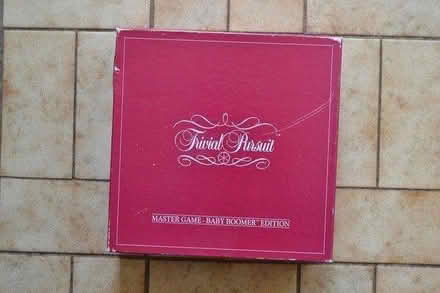 Trivial Pursuit
MASTER GAME - BABY BOOMER™ EDITION